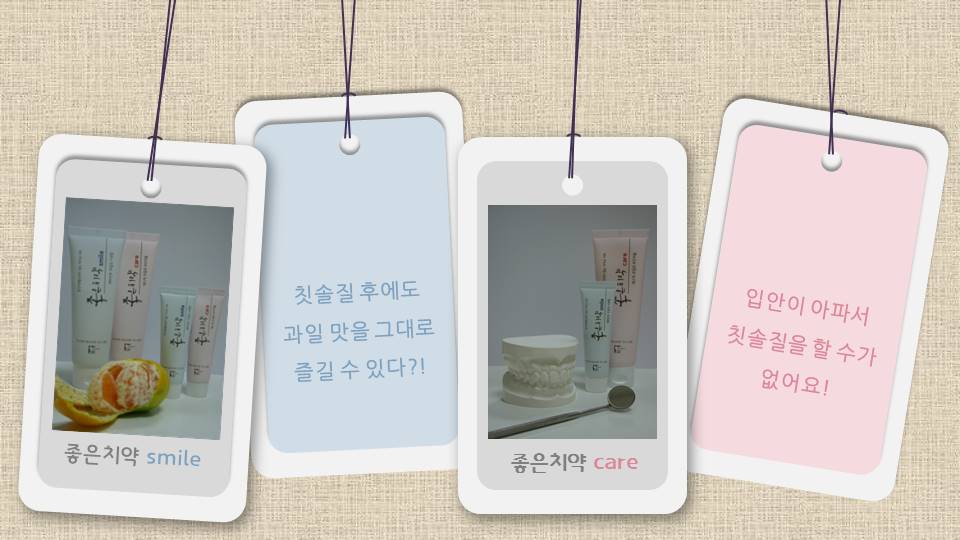 좋은치약 smile
칫솔질 후에도
과일 맛을 그대로
즐길 수 있다?!
좋은치약 care
입안이 아파서
칫솔질을 할 수가
없어요!